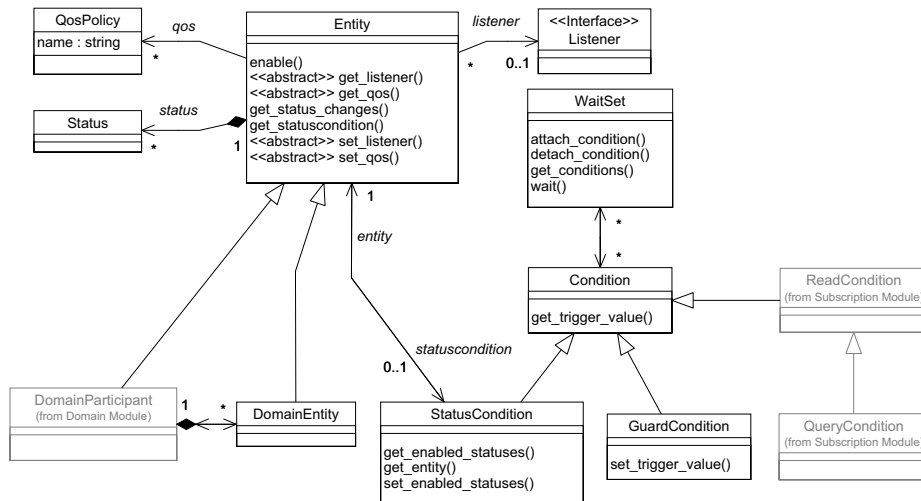 QosPolicy
name : string
qos
*
Entity
enable()
<<abstract>> get_listener()
<<abstract>> get_qos()
get_status_changes()
get_statuscondition()
<<abstract>> set_listener()
<<abstract>> set_qos()
listener
*
0..1
<<Interface>>
Listener
Status
status
*
1
WaitSet
attach_condition()
detach_condition()
get_conditions()
wait()
1
entity
*
*
Condition
get_trigger_value()
ReadCondition
(from Subscription Module)
statuscondition
0..1
DomainParticipant
(from Domain Module)
1
*
DomainEntity
StatusCondition
get_enabled_statuses()
get_entity()
set_enabled_statuses()
GuardCondition
set_trigger_value()
QueryCondition
(from Subscription Module)